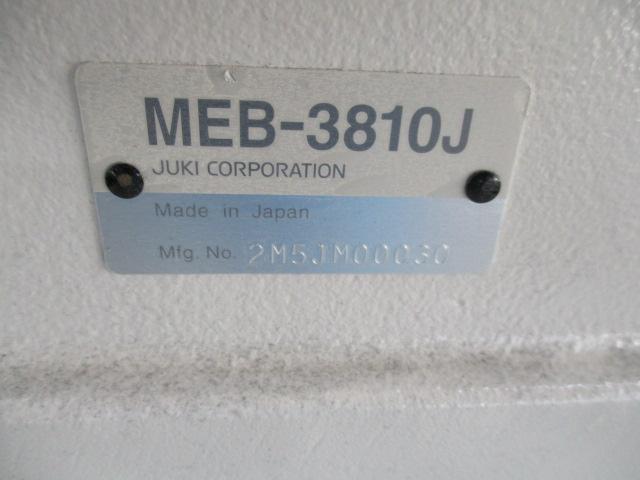 MEB-3810J
JUKI CORPORATION
Made in Japan
Mfg. No. 2M5JM00030